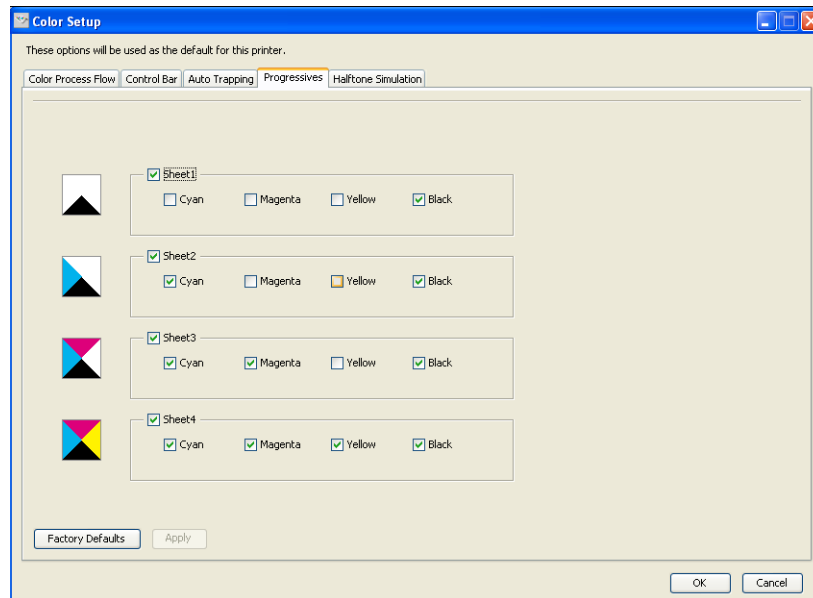 Color Setup
These options will be used as the default for this printer.
Color Process Flow Control Bar Auto Trapping Progressives Halftone Simulation
Sheet1
Cyan Magenta Yellow Black
Sheet2
Cyan Magenta Yellow Black
Sheet3
Cyan Magenta Yellow Black
Sheet4
Cyan Magenta Yellow Black
Factory Defaults Apply
OK Cancel